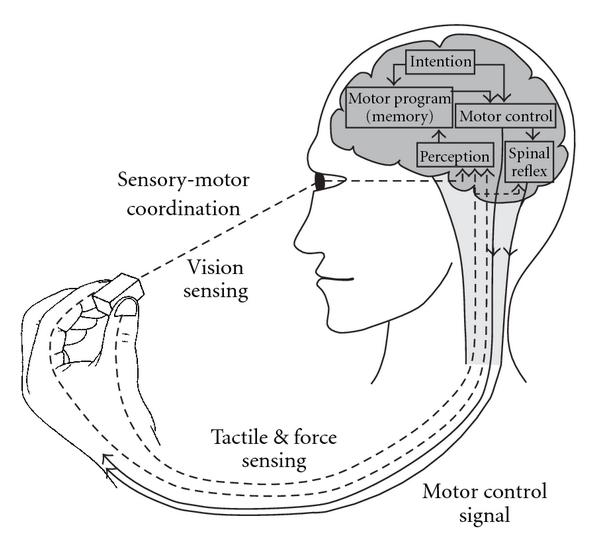 Intention
Motor program
(memory)
Motor control
Perception
Spinal
reflex
Sensory-motor
coordination
Vision
sensing
Tactile & force
sensing
Motor control
signal